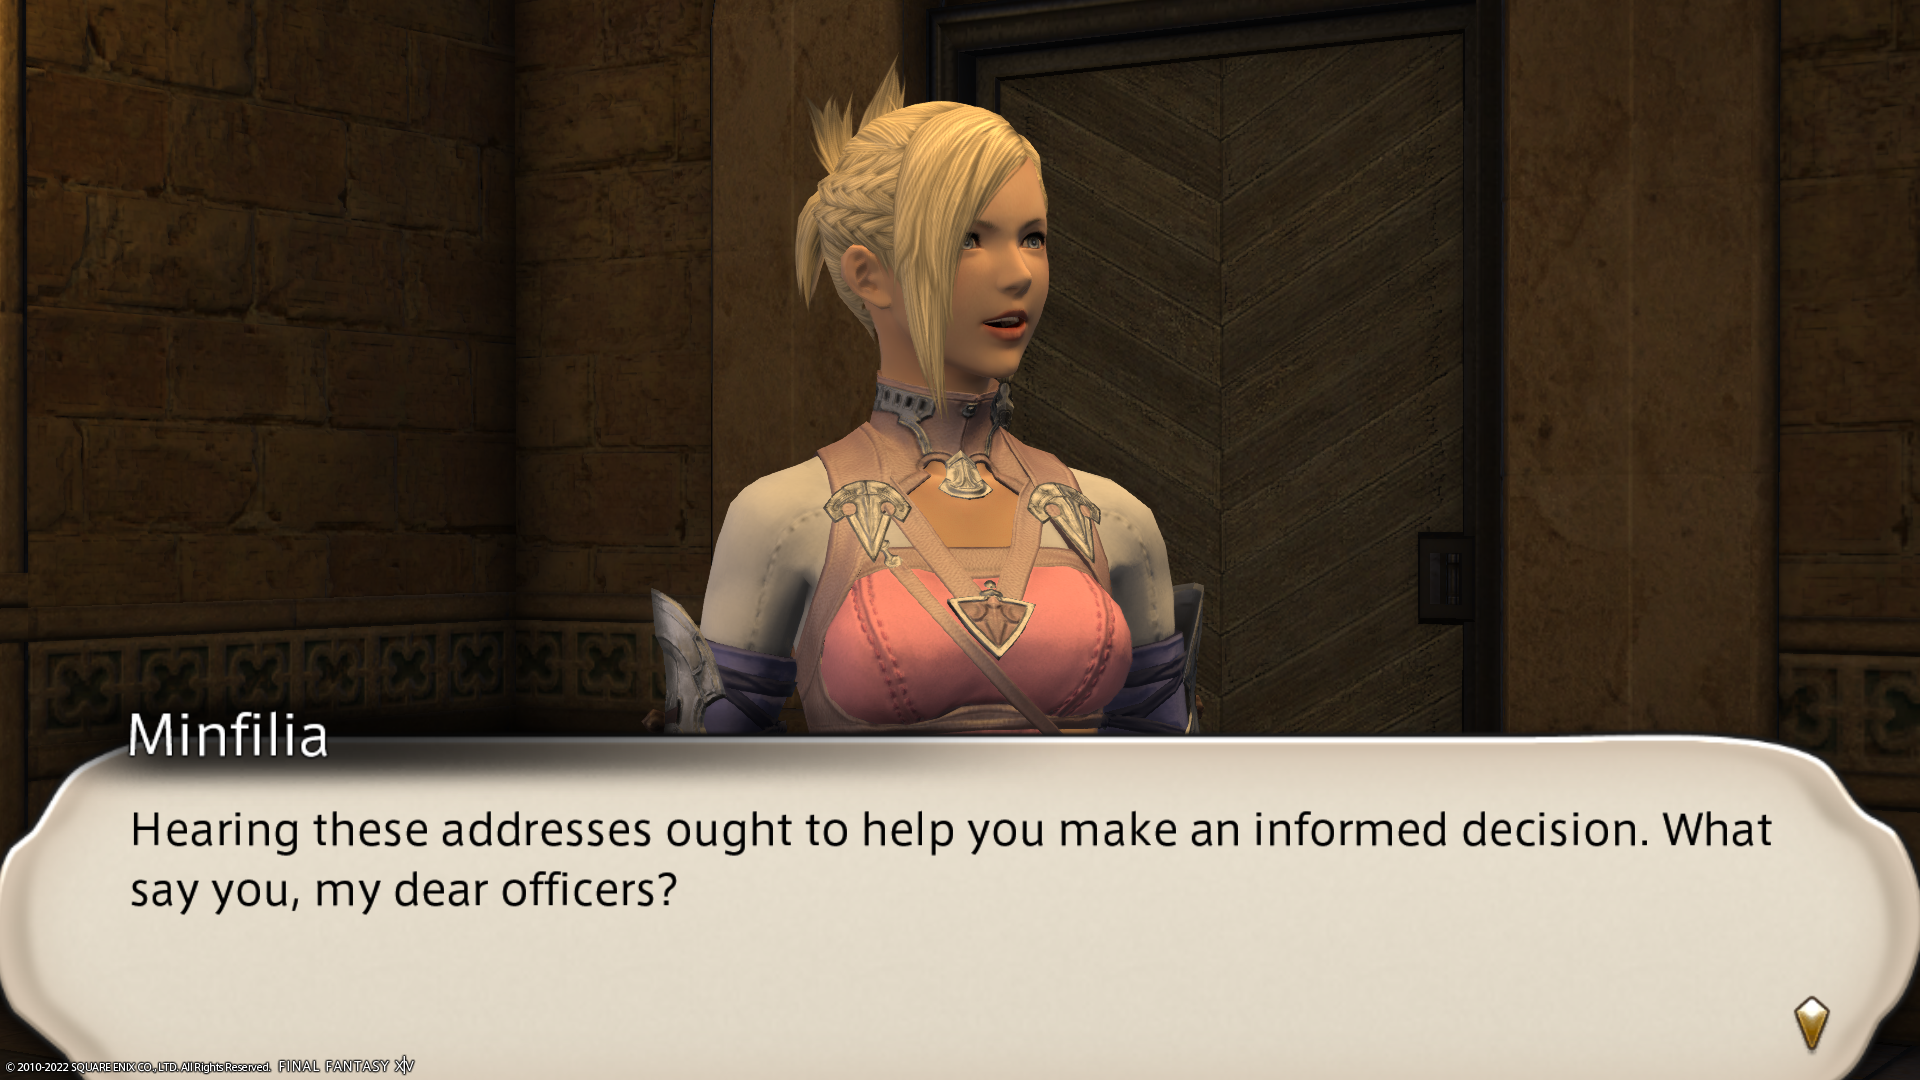 Minfilia
Hearing these addresses ought to help you make an informed decision. What
say you, my dear officers?
© 2010-2022 SQUARE ENIX CO., LTD. All Rights Reserved. FINAL FANTASY XIV